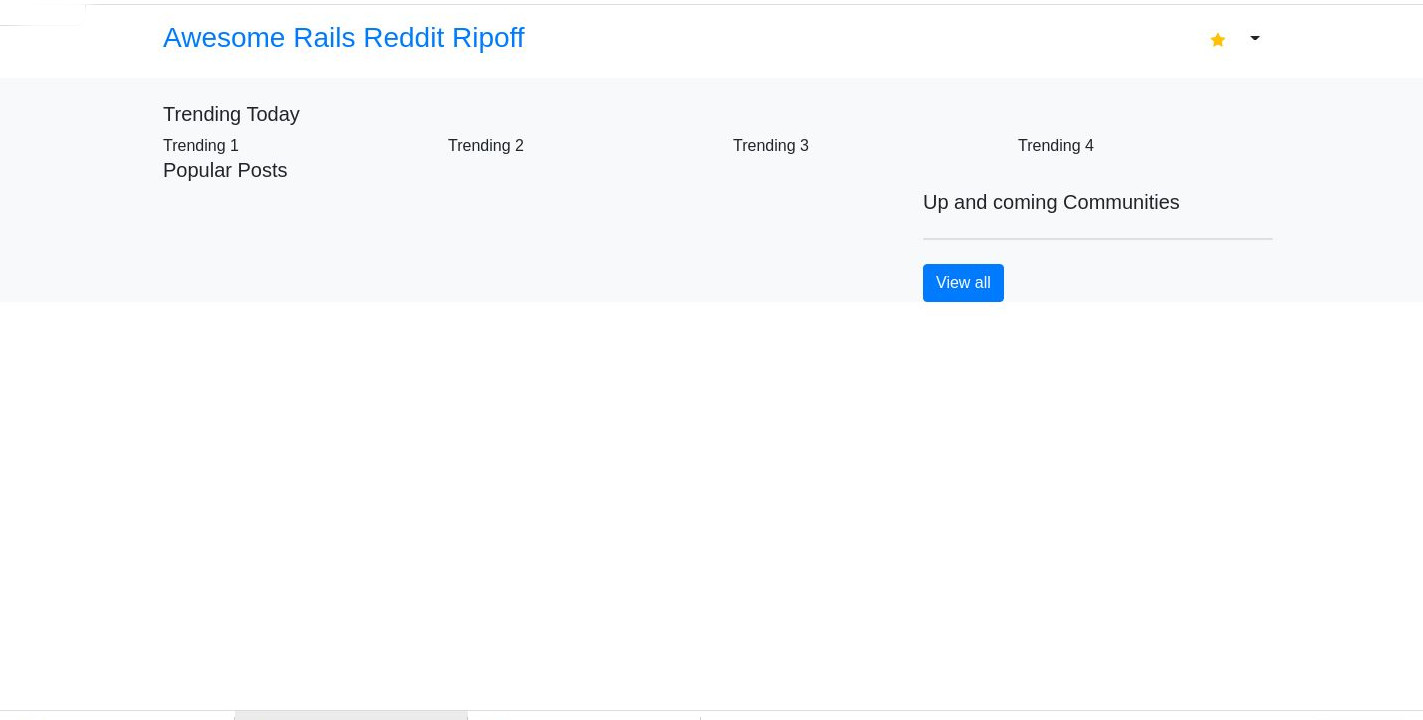 Awesome Rails Reddit Ripoff
Trending Today
Trending 1 Trending 2 Trending 3 Trending 4
Popular Posts
Up and coming Communities
View all